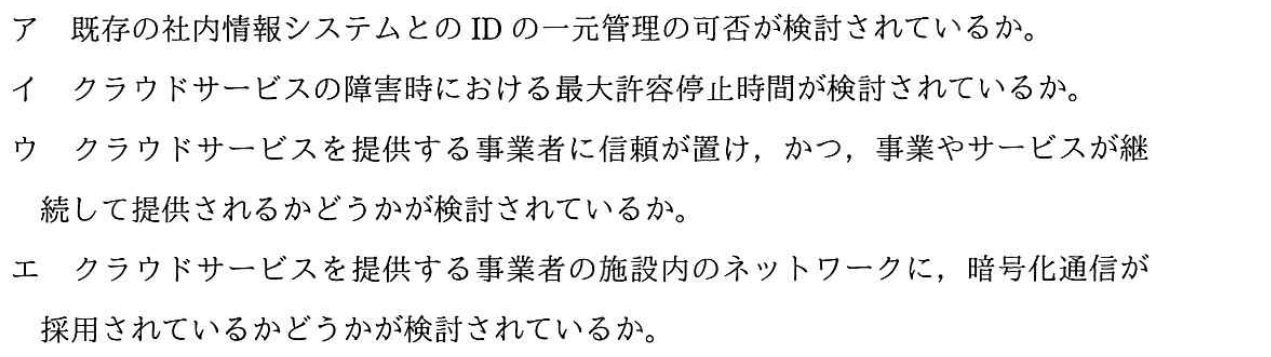 ア　既存の社内情報システムとの ID の一元管理の可否が検討されているか。
イ　クラウドサービスの障害時における最大許容停止時間が検討されているか。
ウ　クラウドサービスを提供する事業者に信頼が置け，かつ，事業やサービスが継
続して提供されるかどうかが検討されているか。
エ　クラウドサービスを提供する事業者の施設内のネットワークに，暗号化通信が
採用されているかどうかが検討されているか。